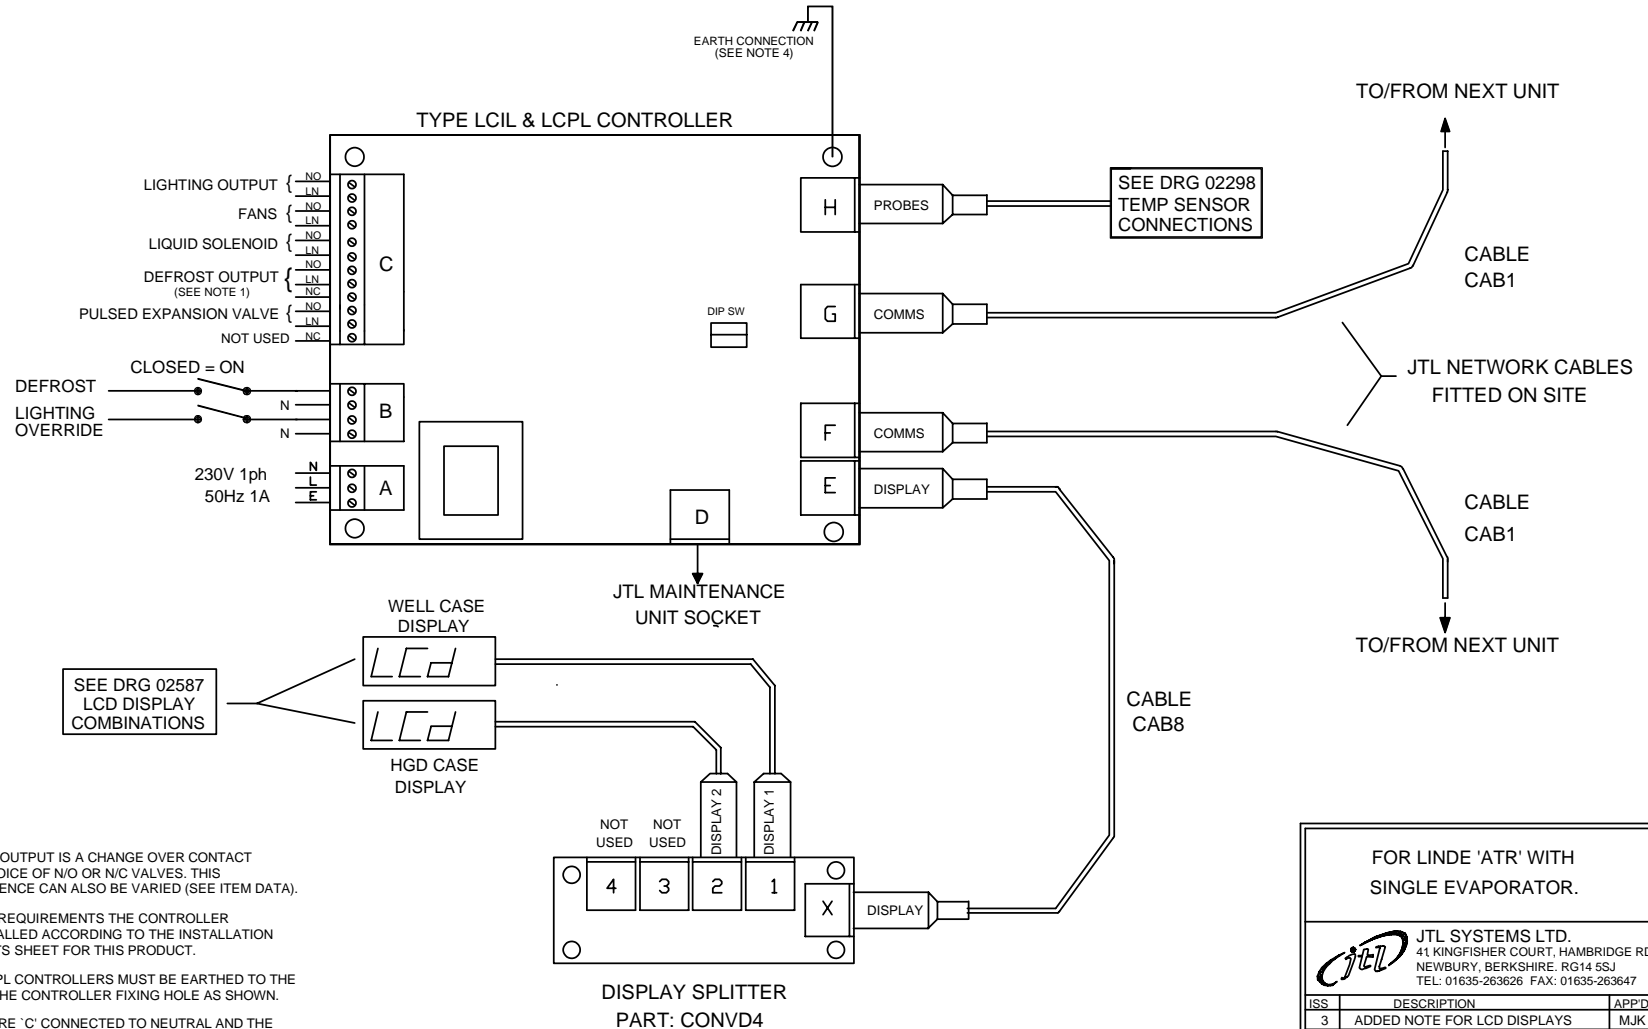 EARTH CONNECTION
(SEE NOTE 4)
TO/FROM NEXT UNIT
TYPE LCIL & LCPL CONTROLLER
LIGHTING OUTPUT { NO
LN
FANS { NO
LN
LIQUID SOLENOID { NO
LN
DEFROST OUTPUT { NO
(SEE NOTE 1) LN
NC
PULSED EXPANSION VALVE { NO
LN
NOT USED NC
C
H
PROBES
SEE DRG 02298
TEMP SENSOR
CONNECTIONS
CABLE
CAB1
G
COMMS
DIP SW
JTL NETWORK CABLES
FITTED ON SITE
CLOSED = ON
DEFROST
LIGHTING
OVERRIDE
N
N
B
F
COMMS
230V 1ph
50Hz 1A
N
L
E
A
E
DISPLAY
D
CABLE
CAB1
JTL MAINTENANCE
UNIT SOCKET
TO/FROM NEXT UNIT
WELL CASE
DISPLAY
LCd
SEE DRG 02587
LCD DISPLAY
COMBINATIONS
LCd
HGD CASE
DISPLAY
CABLE
CAB8
NOT
USED
NOT
USED
DISPLAY 2
DISPLAY 1
4
3
2
1
X
DISPLAY
DISPLAY SPLITTER
PART: CONVD4
OUTPUT IS A CHANGE OVER CONTACT
OICE OF N/O OR N/C VALVES. THIS
ENCE CAN ALSO BE VARIED (SEE ITEM DATA).
REQUIREMENTS THE CONTROLLER
ALLED ACCORDING TO THE INSTALLATION
TS SHEET FOR THIS PRODUCT.
PL CONTROLLERS MUST BE EARTHED TO THE
HE CONTROLLER FIXING HOLE AS SHOWN.
RE `C' CONNECTED TO NEUTRAL AND THE
FOR LINDE 'ATR' WITH
SINGLE EVAPORATOR.
jtl
JTL SYSTEMS LTD.
41, KINGFISHER COURT, HAMBRIDGE RD
NEWBURY, BERKSHIRE. RG14 5SJ
TEL: 01635-263626 FAX: 01635-263647
ISS DESCRIPTION APP'D
3 ADDED NOTE FOR LCD DISPLAYS MJK